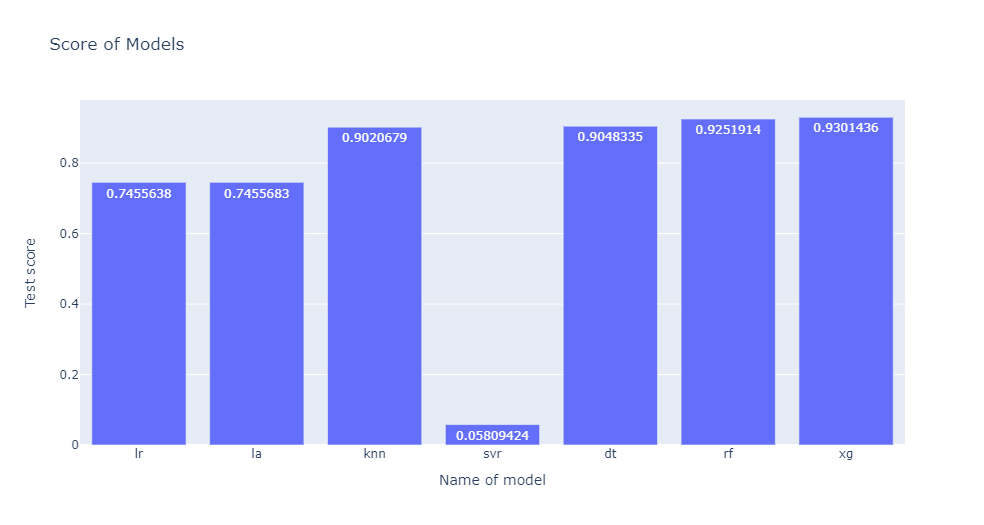 Score of Models
Test score
0.8
0.6
0.4
0.2
0
0.7455638 0.7455683 0.9020679 0.05809424 0.9048335 0.9251914 0.9301436
lr la knn svr dt rf xg
Name of model